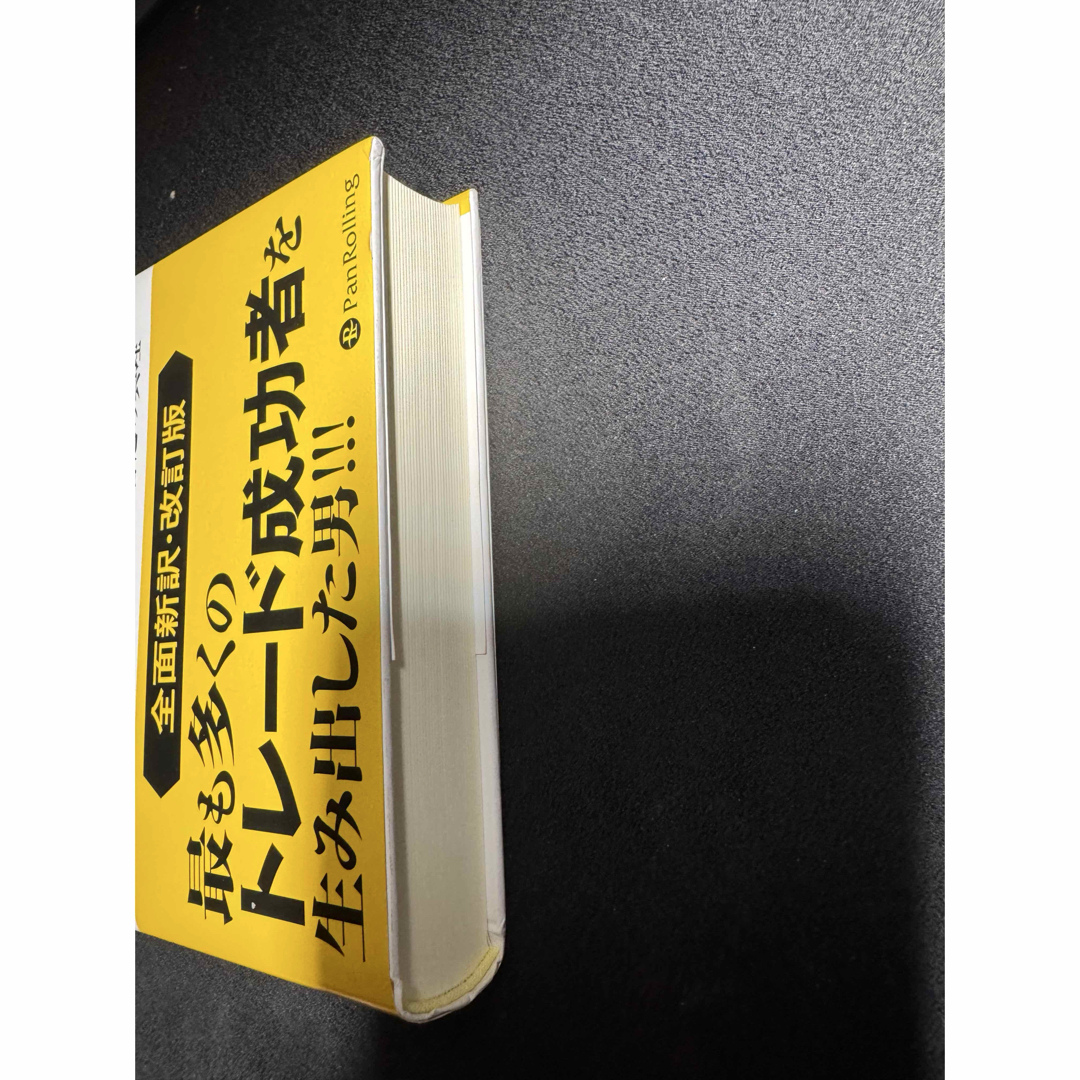 全面新訳・改訂版
最も多くの
トレード成功者を
生み出した男!!!
PanRolling